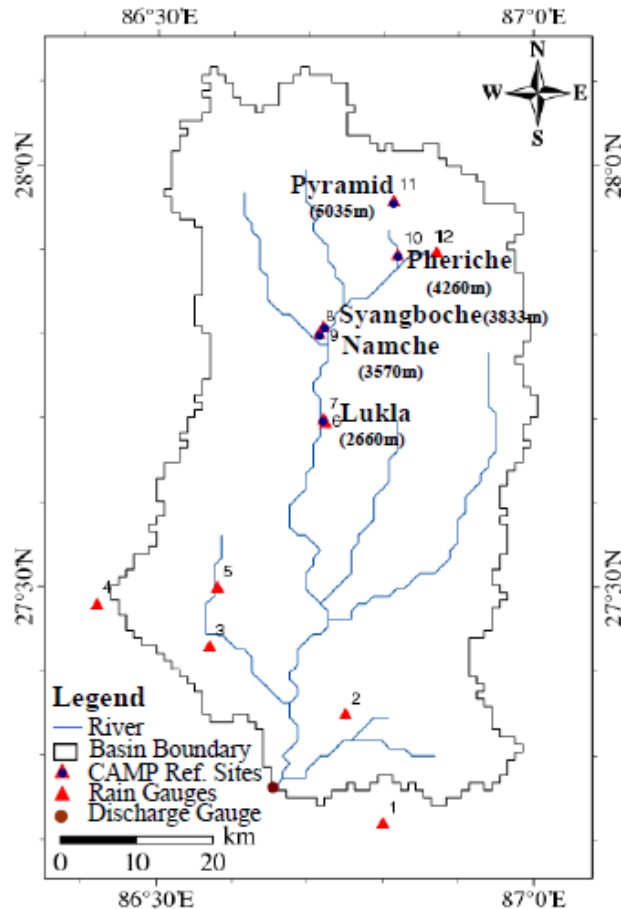 86°30'E
87°0'E
N
W E
S
28°0'N
28°0'N
Pyramid 11
(5035m)
10
12
Pheriche
(4260m)
8
Syangboche(3833m)
9
Namche
(3570m)
7
Lukla
6
(2660m)
27°30'N
27°30'N
5
4
3
2
1
Legend
River
Basin Boundary
CAMP Ref. Sites
Rain Gauges
Discharge Gauge
km
0 10 20
86°30'E
87°0'E